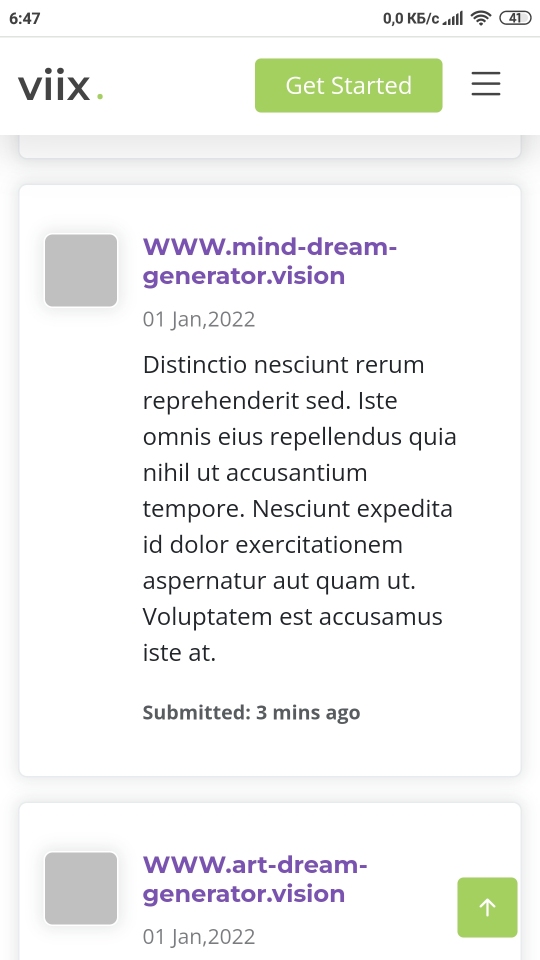 6:47
0,0 КБ/с
41
viix.
Get Started
WWW.mind-dream-
generator.vision
01 Jan,2022
Distinctio nesciunt rerum
reprehenderit sed. Iste
omnis eius repellendus quia
nihil ut accusantium
tempore. Nesciunt expedita
id dolor exercitationem
aspernatur aut quam ut.
Voluptatem est accusamus
iste at.
Submitted: 3 mins ago
WWW.art-dream-
generator.vision
01 Jan,2022